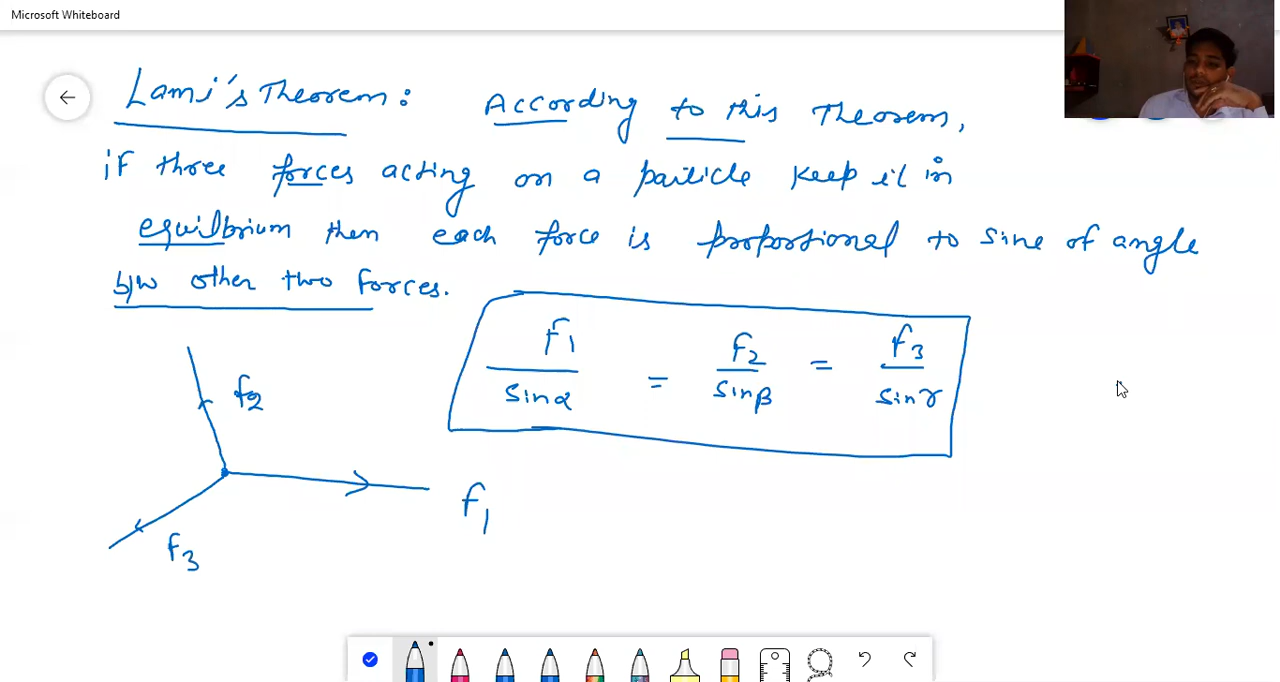 Microsoft Whiteboard
Lami's Theorem: According to this Theorem,
if three forces acting on a particle keep it in
equilbrium then each force is proportional to sine of angle
b/w other two forces.
f1/sinα = f2/sinβ = f3/sinγ
f2
f1
f3